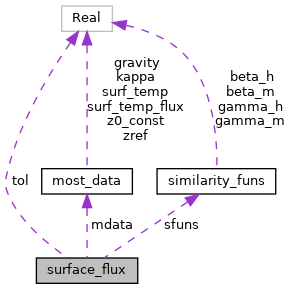 Real
gravity
kappa
surf_temp
surf_temp_flux
z0_const
zref
beta_h
beta_m
gamma_h
gamma_m
tol
most_data
similarity_funs
mdata
sfuns
surface_flux